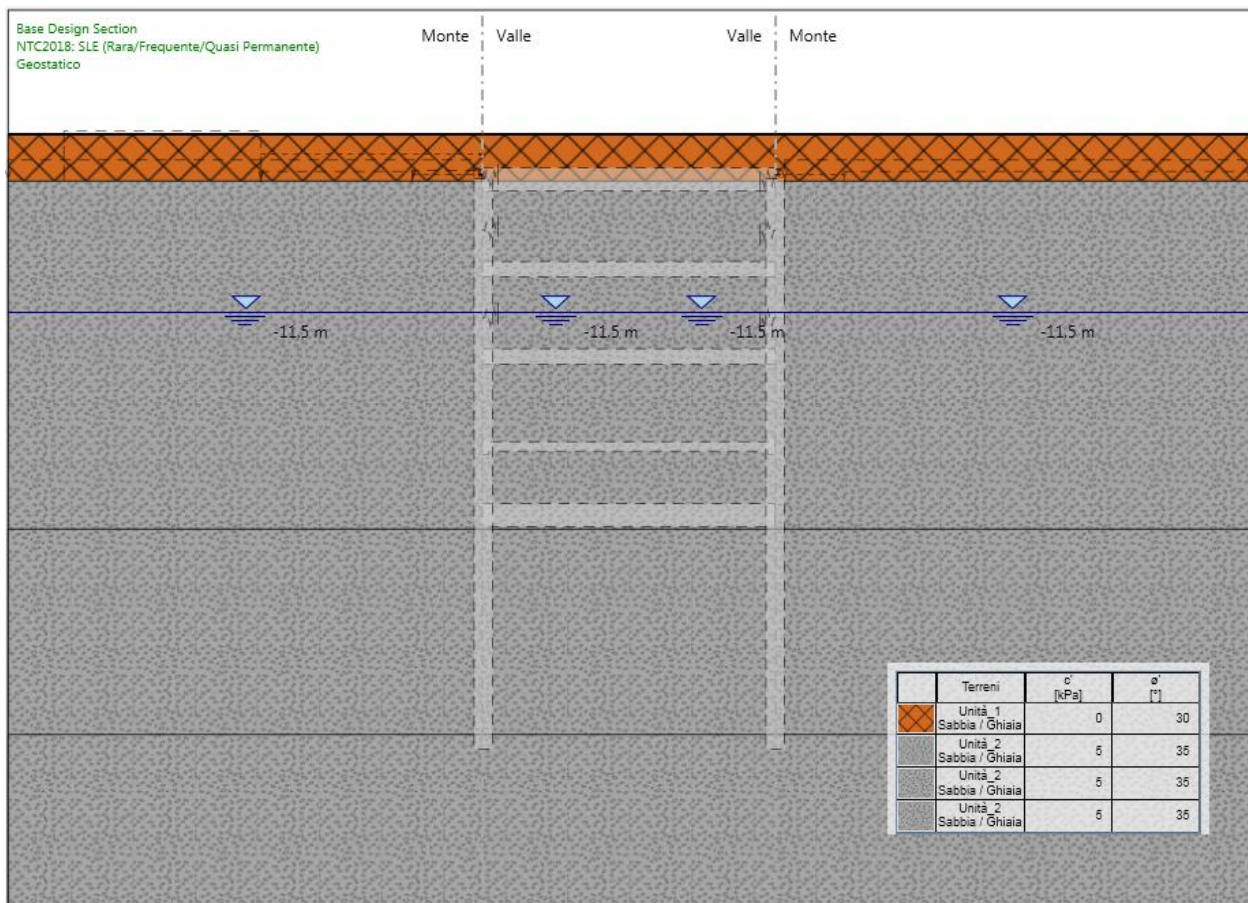 Base Design Section
NTC2018: SLE (Rara/Frequente/Quasi Permanente)
Geostatico
Monte Valle Valle Monte
-11,5 m -11,5 m -11,5 m -11,5 m
Terreni c' ø'
[kPa] [°]
Unità_1
Sabbia / Ghiaia 0 30
Unità_2
Sabbia / Ghiaia 5 35
Unità_2
Sabbia / Ghiaia 5 35
Unità_2
Sabbia / Ghiaia 5 35